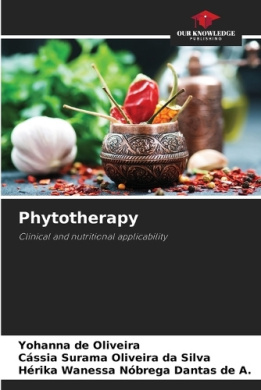 OUR KNOWLEDGE
PUBLISHING
Phytotherapy
Clinical and nutritional applicability
Yohanna de Oliveira
Cássia Surama Oliveira da Silva
Hérika Wanessa Nóbrega Dantas de A.